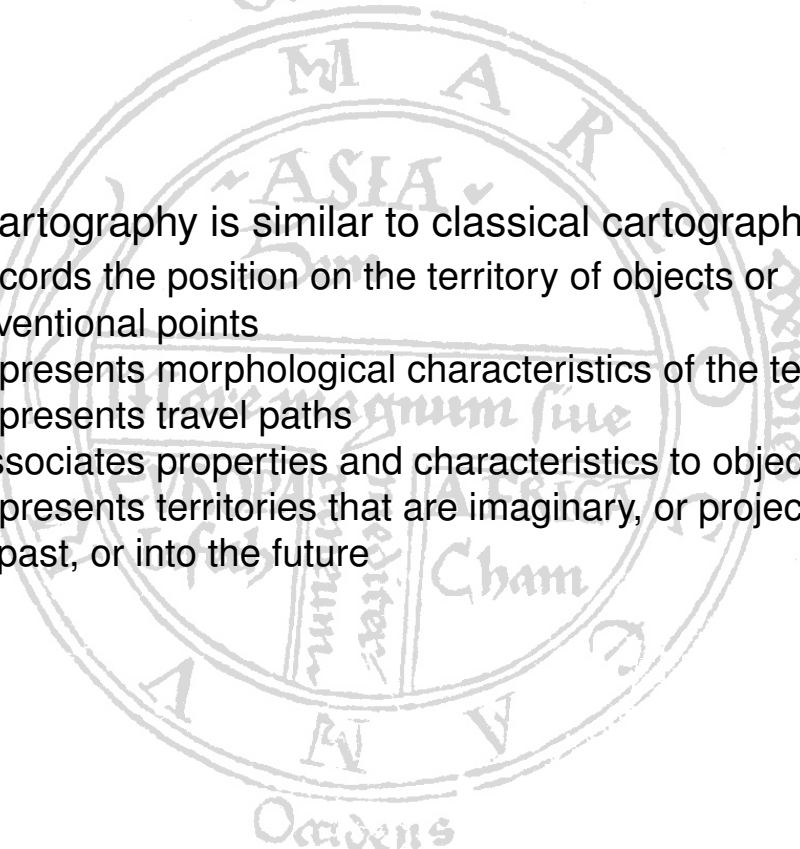 M A R E O C E A N V
ASIA
Sem
artography is similar to classical cartograph
cords the position on the territory of objects or
ventional points
presents morphological characteristics of the te
presents travel paths
ssociates properties and characteristics to objec
presents territories that are imaginary, or projec
past, or into the future
Cham
Occidens